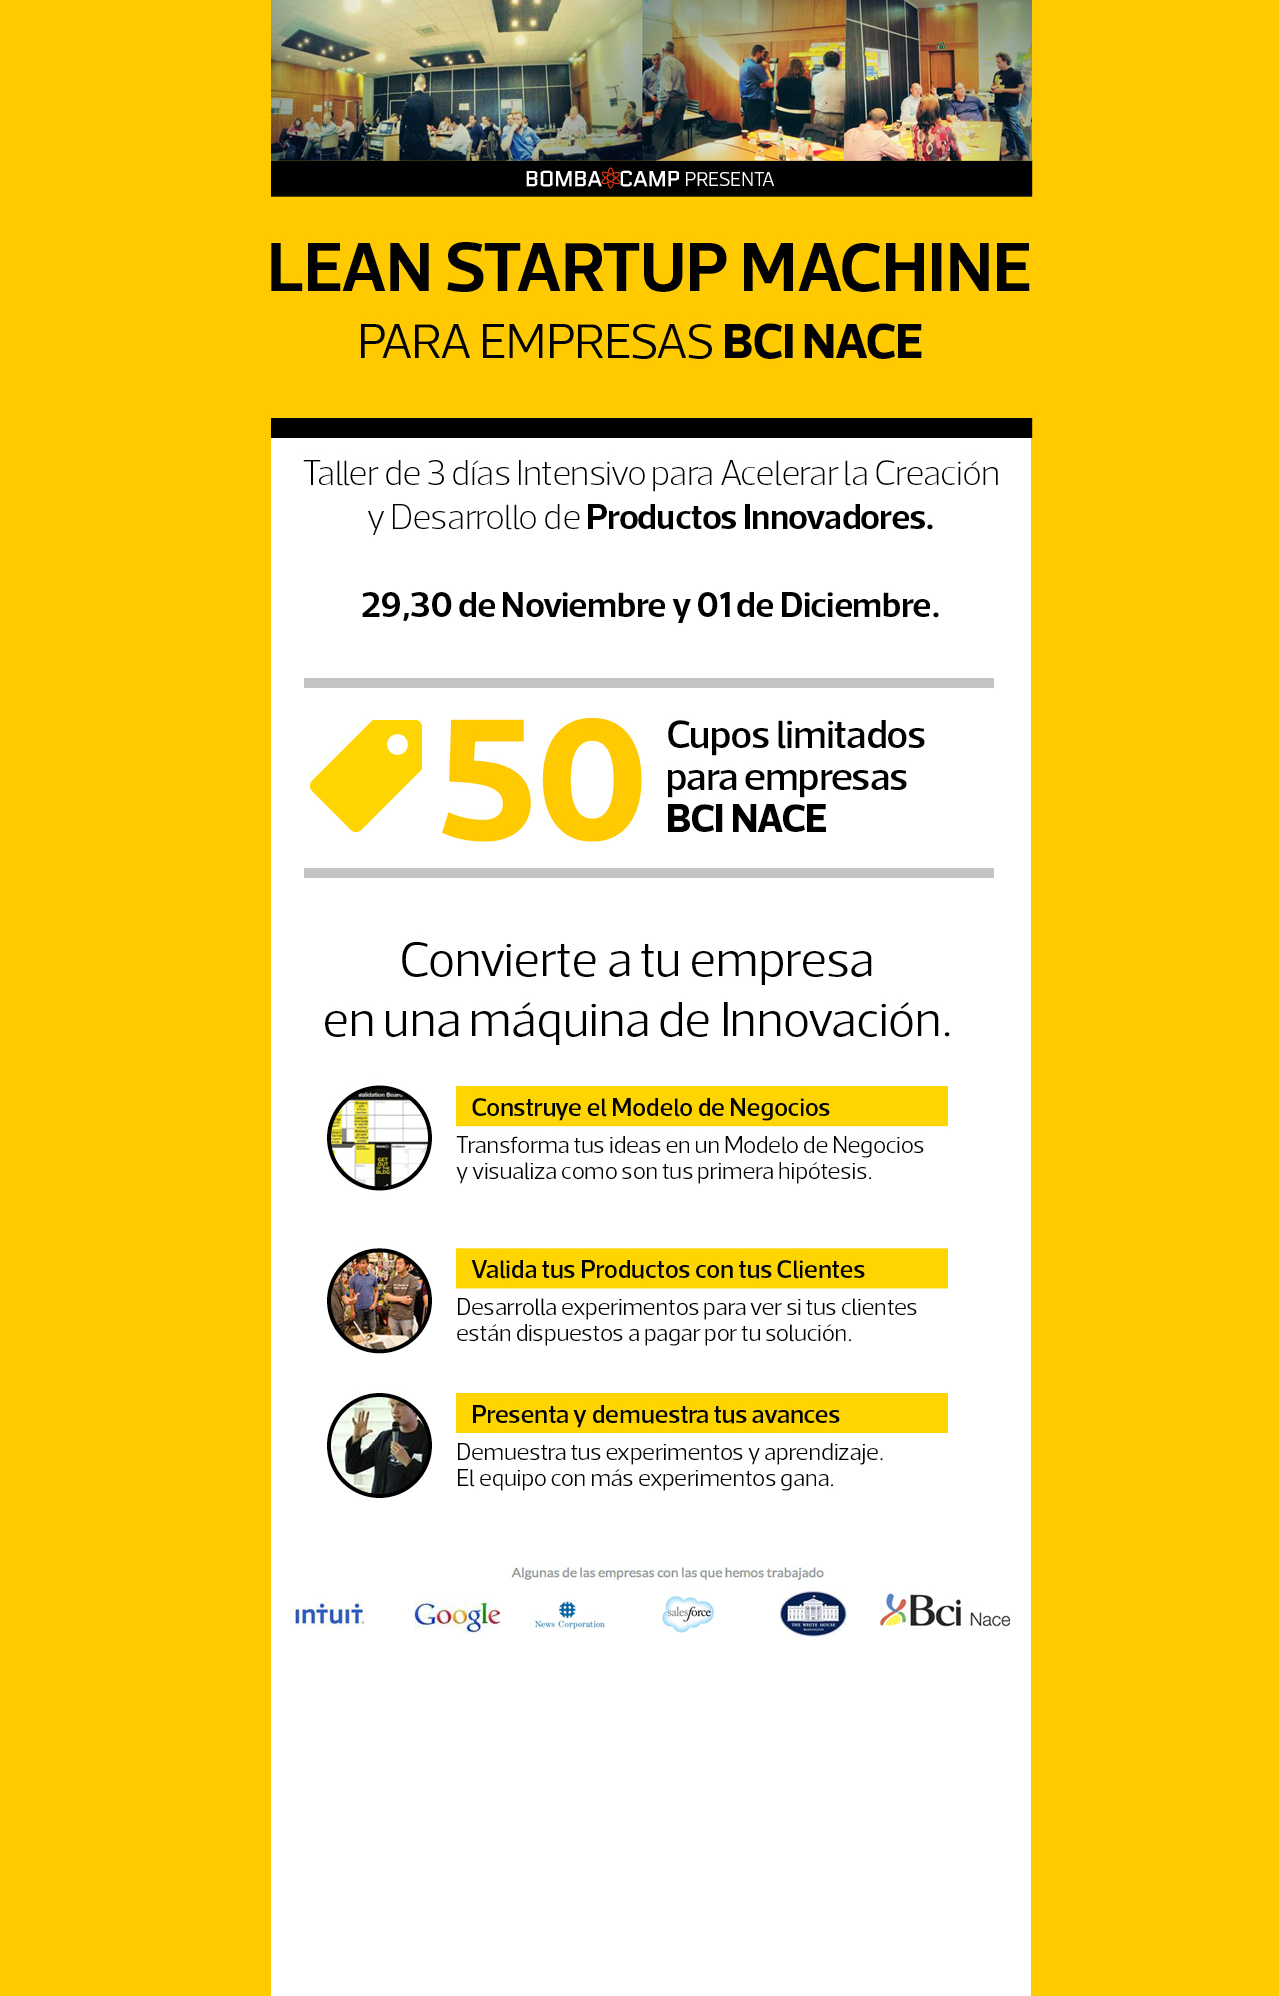 BOMBA CAMP PRESENTA
LEAN STARTUP MACHINE
PARA EMPRESAS BCI NACE
Taller de 3 días Intensivo para Acelerar la Creación
y Desarrollo de Productos Innovadores.
29,30 de Noviembre y 01 de Diciembre.
50
Cupos limitados
para empresas
BCI NACE
Convierte a tu empresa
en una máquina de Innovación.
Validation Board
GET
OUT
OF THE
BLDG
Construye el Modelo de Negocios
Transforma tus ideas en un Modelo de Negocios
y visualiza como son tus primera hipótesis.
Valida tus Productos con tus Clientes
Desarrolla experimentos para ver si tus clientes
están dispuestos a pagar por tu solución.
Presenta y demuestra tus avances
Demuestra tus experimentos y aprendizaje.
El equipo con más experimentos gana.
Algunas de las empresas con las que hemos trabajado
intuit
Google
News Corporation
salesforce
THE WHITE HOUSE
WASHINGTON
Bci Nace